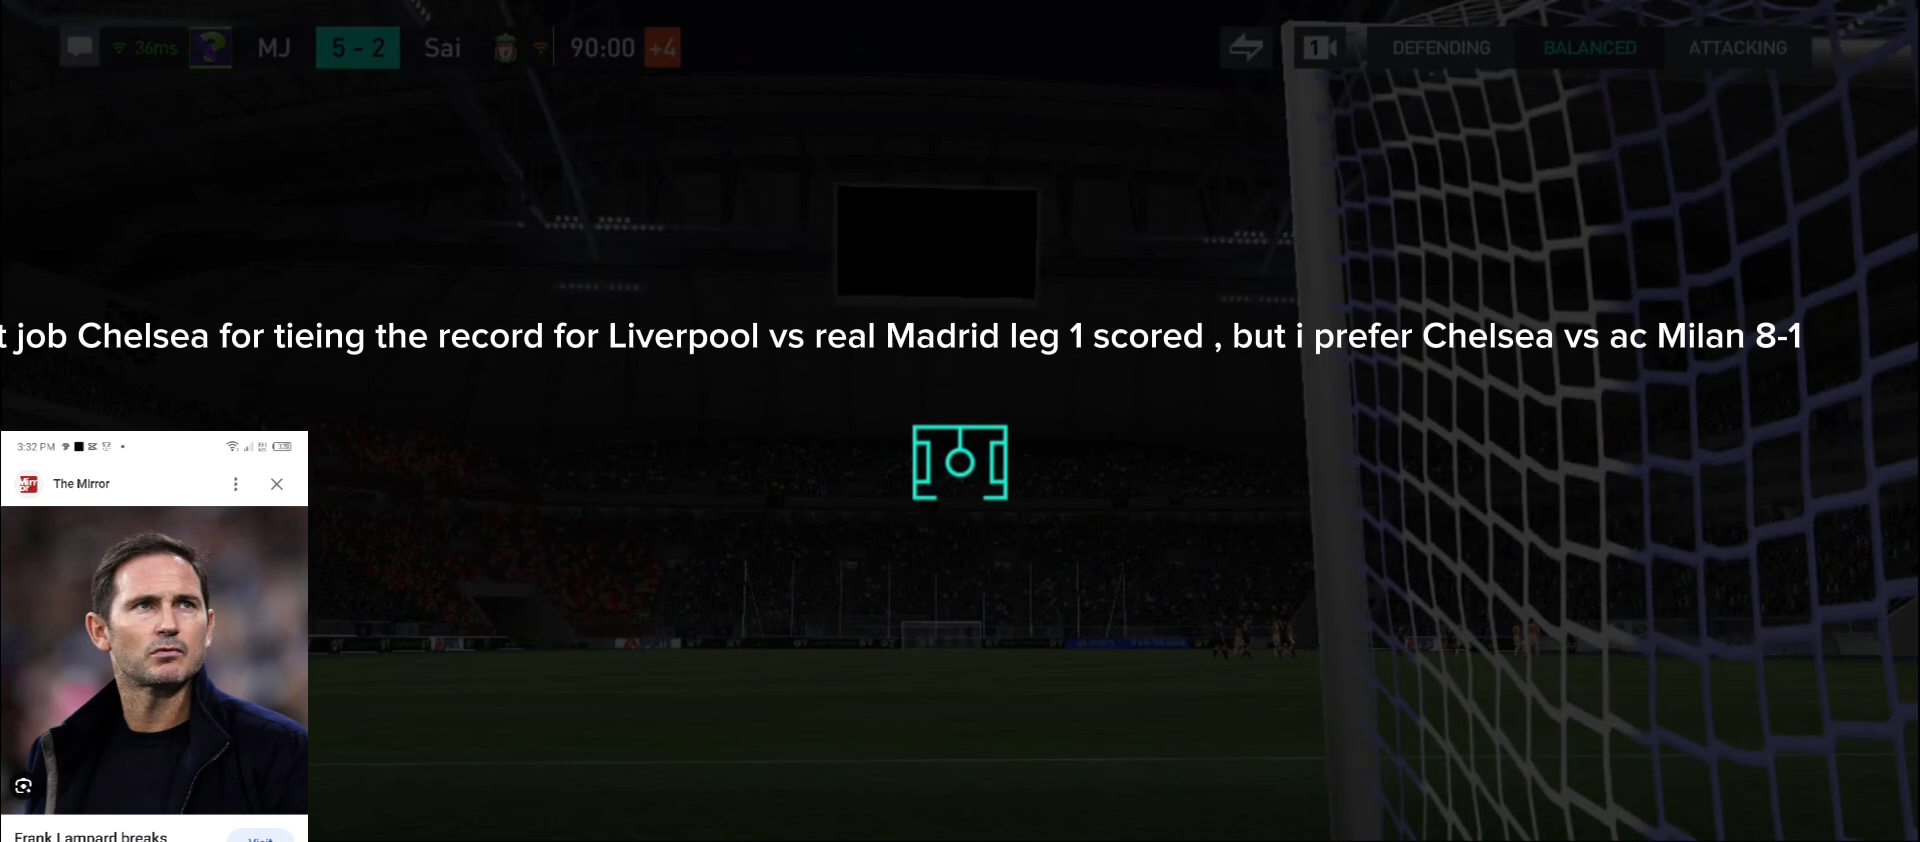 36ms MJ 5 - 2 Sai 90:00 +4
1 DEFENDING BALANCED ATTACKING
t job Chelsea for tieing the record for Liverpool vs real Madrid leg 1 scored , but i prefer Chelsea vs ac Milan 8-1
3:32 PM
The Mirror
Frank Lampard breaks
Visit